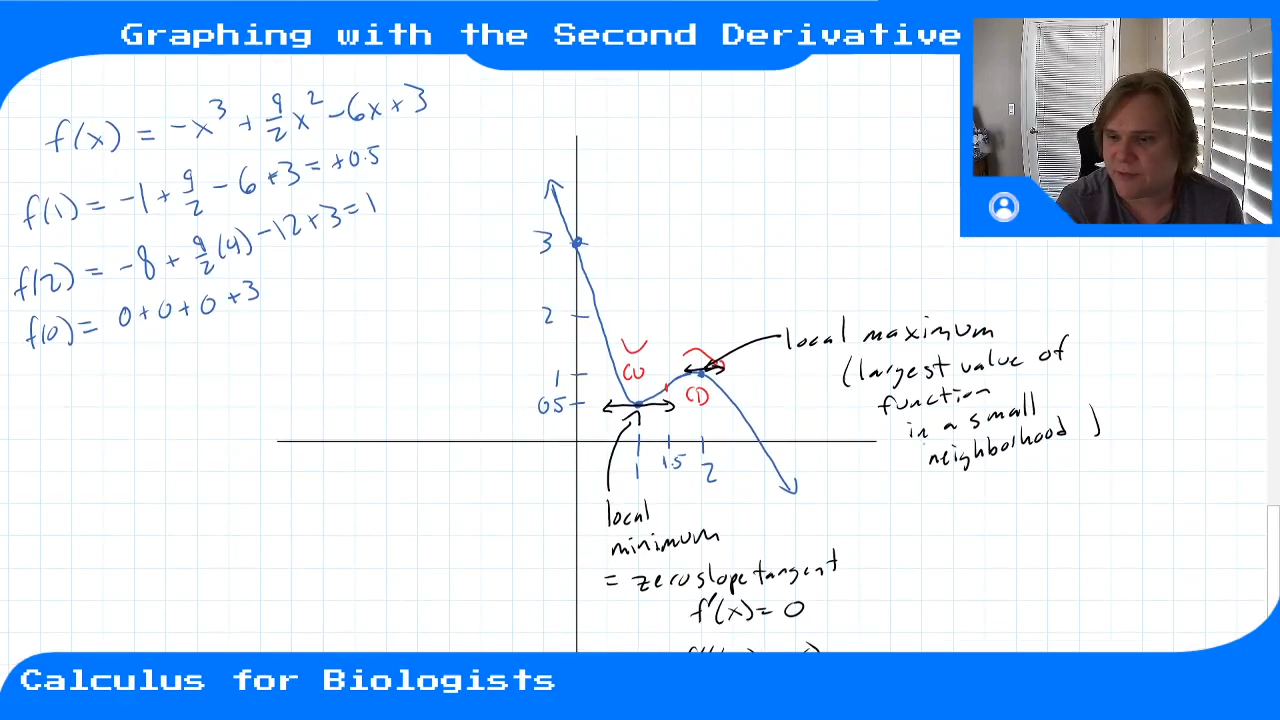 Graphing with the Second Derivative
f(x) = -x³ + 9/2 x² - 6x + 3
f(1) = -1 + 9/2 - 6 + 3 = +0.5
f(2) = -8 + 9/2 (4) - 12 + 3 = 1
f(0) = 0 + 0 + 0 + 3
3
2
1
0.5
CU
CD
1
1.5
2
local maximum
(largest value of
function
in a small
neighborhood)
local
minimum
= zero slope tangent
f'(x) = 0
Calculus for Biologists